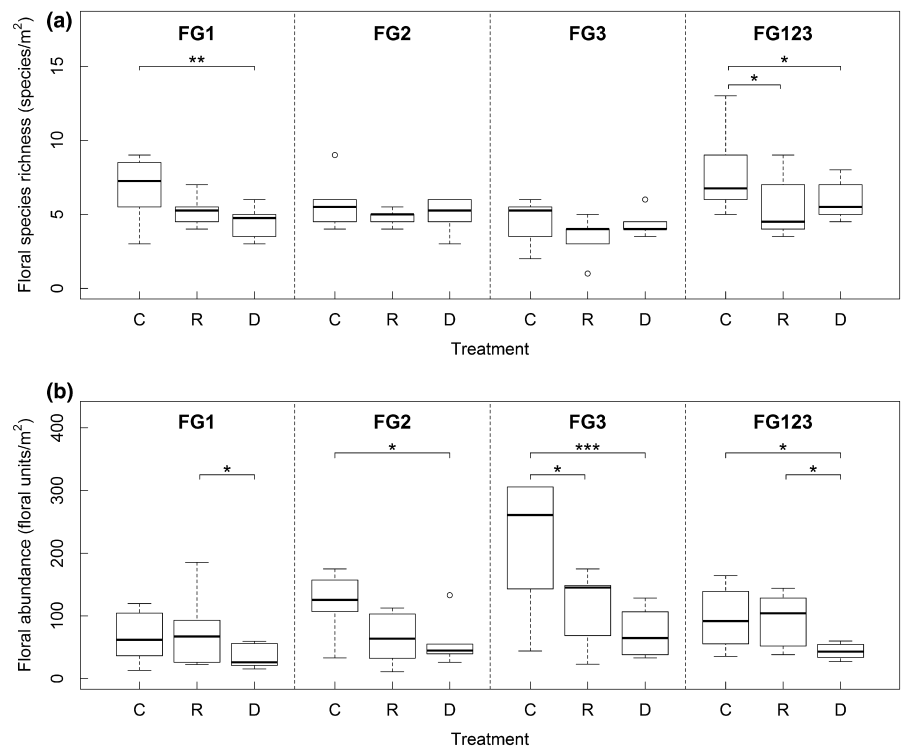 (a)
FG1 FG2 FG3 FG123
** * *
Floral species richness (species/m²)
15
10
5
0
C R D C R D C R D C R D
Treatment
(b)
FG1 FG2 FG3 FG123
* *** *
* * *
Floral abundance (floral units/m²)
400
300
200
100
0
C R D C R D C R D C R D
Treatment